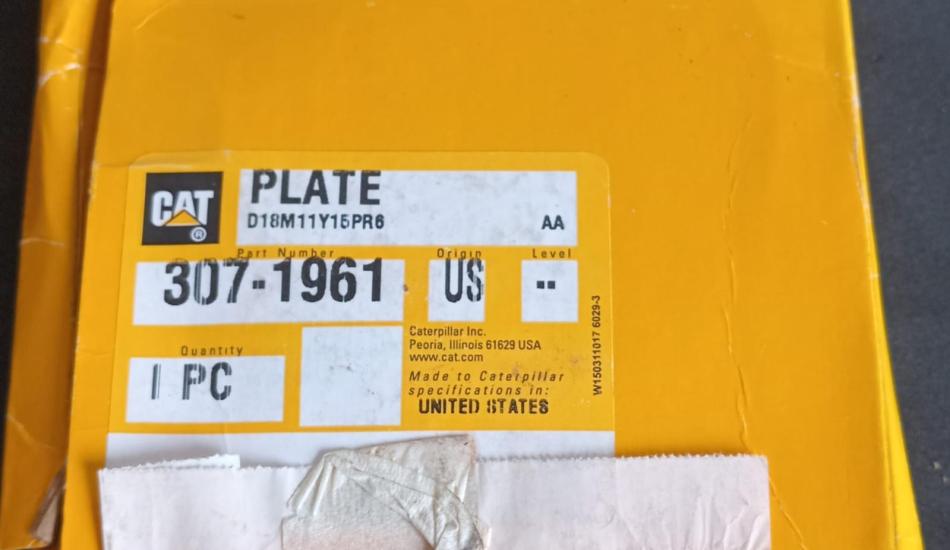 CAT
®
PLATE
D18M11Y15PR6 AA
Part Number Origin Level
307-1961 US --
Quantity
1 PC
Caterpillar Inc.
Peoria, Illinois 61629 USA
www.cat.com
Made to Caterpillar
specifications in:
UNITED STATES
W150311017 6029-3